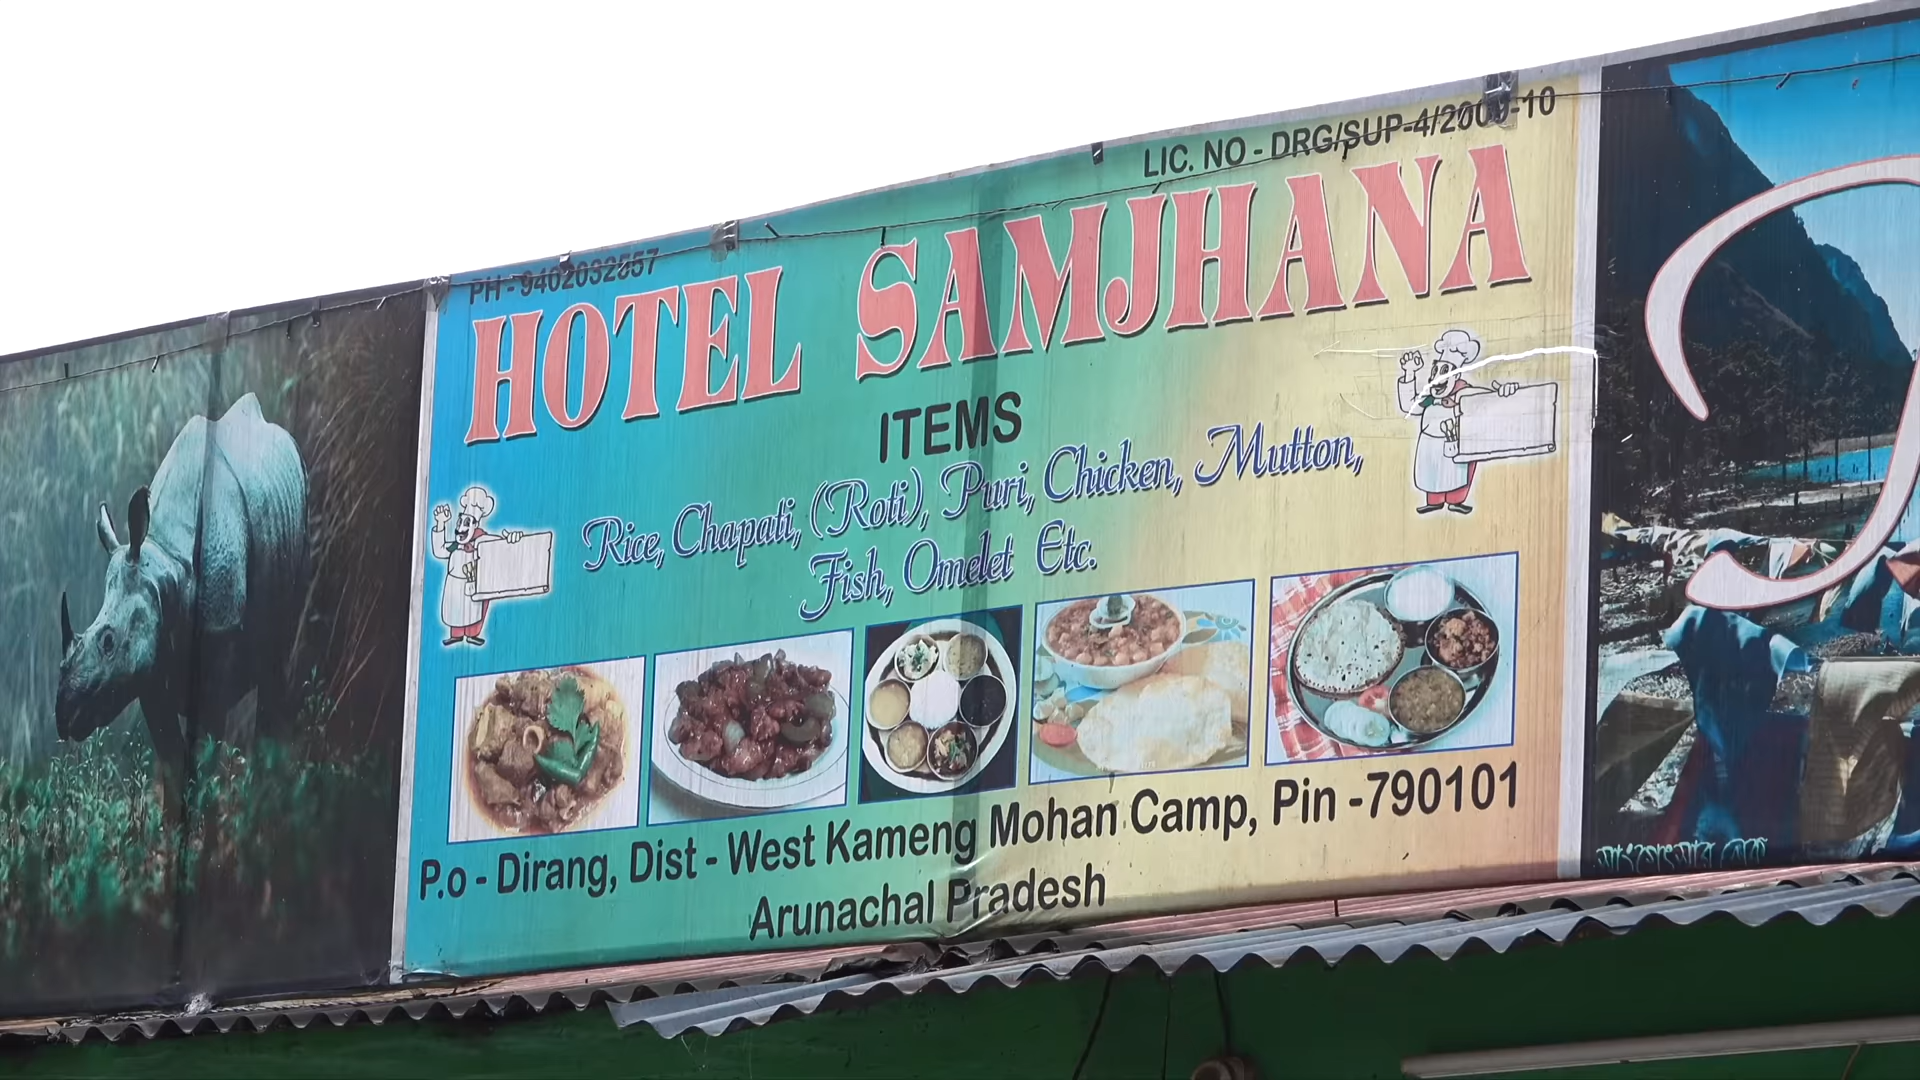 LIC. NO - DRG/SUP-4/2009-10
PH - 9402032557
HOTEL SAMJHANA
ITEMS
Rice, Chapati, (Roti), Puri, Chicken, Mutton,
Fish, Omelet Etc.
P.o - Dirang, Dist - West Kameng Mohan Camp, Pin -790101
Arunachal Pradesh